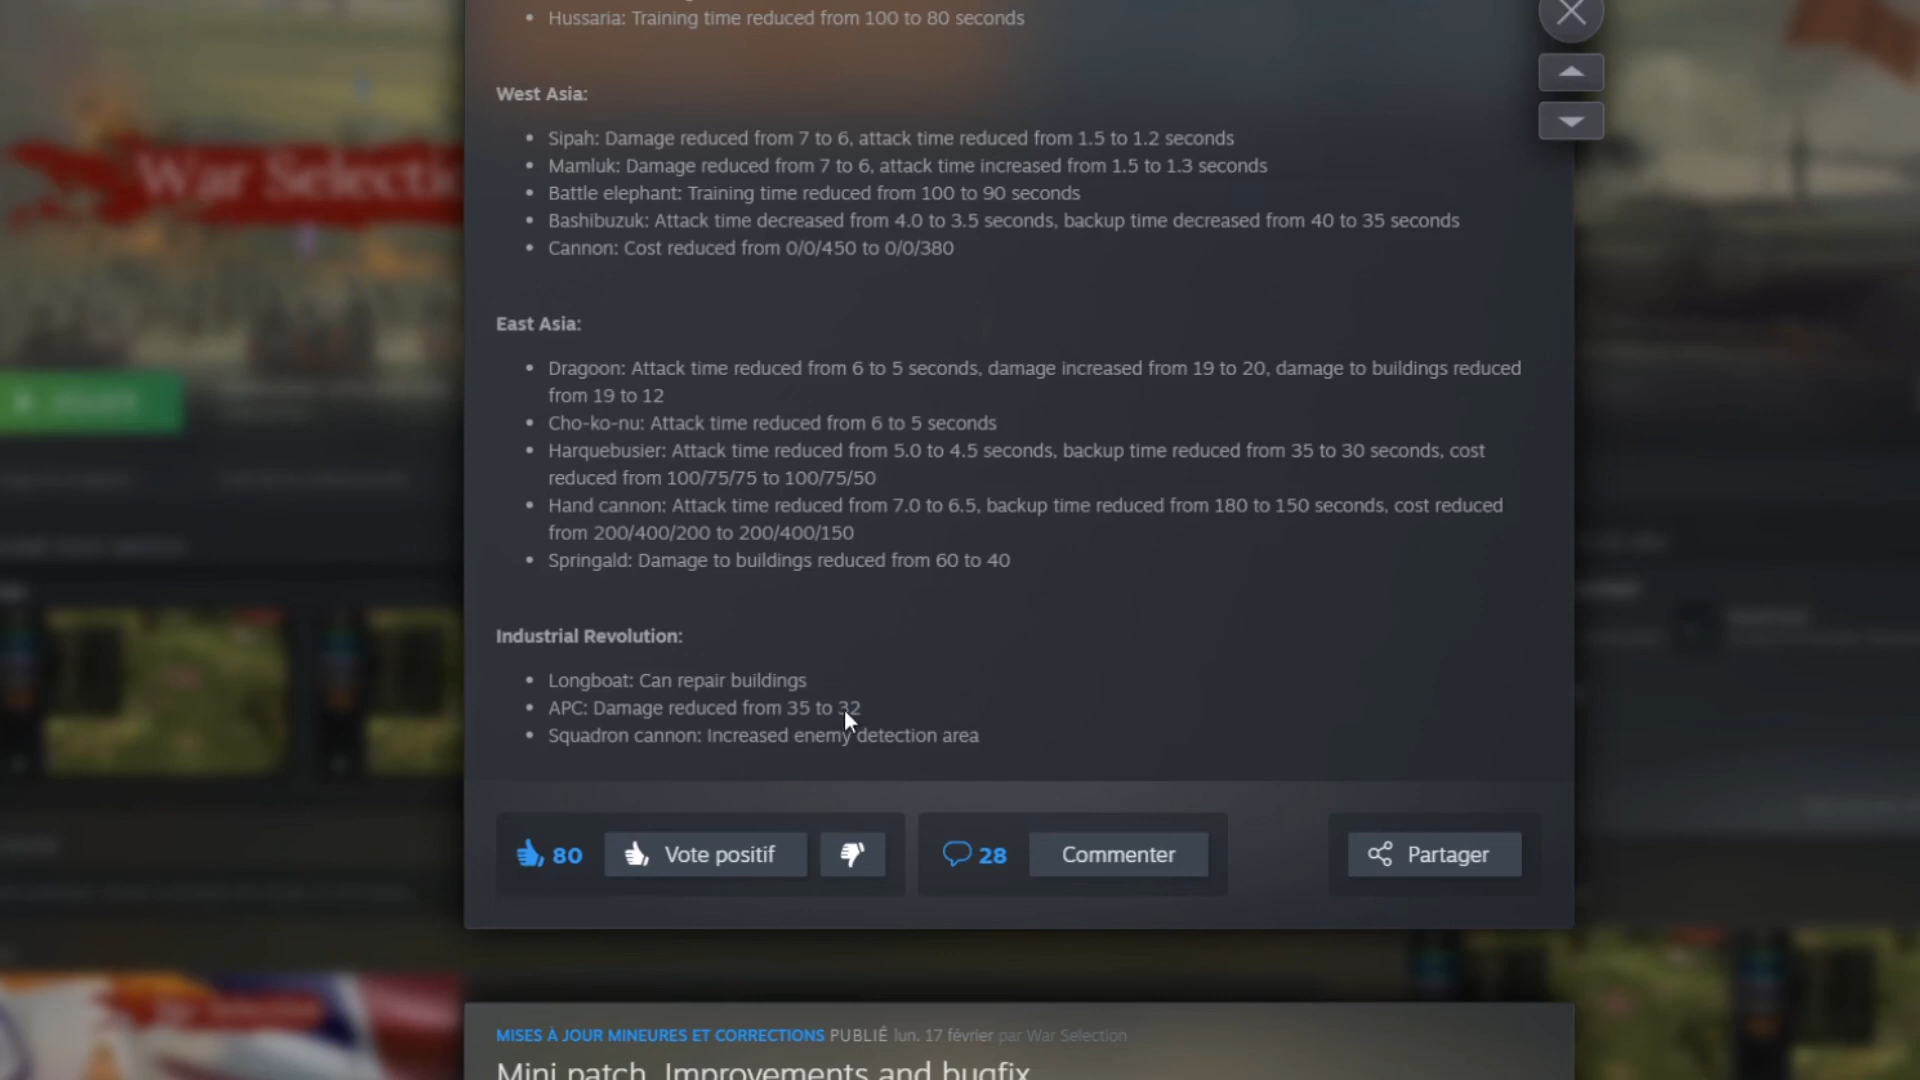 Hussaria: Training time reduced from 100 to 80 seconds
West Asia:
Sipah: Damage reduced from 7 to 6, attack time reduced from 1.5 to 1.2 seconds
Mamluk: Damage reduced from 7 to 6, attack time increased from 1.5 to 1.3 seconds
Battle elephant: Training time reduced from 100 to 90 seconds
Bashibuzuk: Attack time decreased from 4.0 to 3.5 seconds, backup time decreased from 40 to 35 seconds
Cannon: Cost reduced from 0/0/450 to 0/0/380
East Asia:
Dragoon: Attack time reduced from 6 to 5 seconds, damage increased from 19 to 20, damage to buildings reduced
from 19 to 12
Cho-ko-nu: Attack time reduced from 6 to 5 seconds
Harquebusier: Attack time reduced from 5.0 to 4.5 seconds, backup time reduced from 35 to 30 seconds, cost
reduced from 100/75/75 to 100/75/50
Hand cannon: Attack time reduced from 7.0 to 6.5, backup time reduced from 180 to 150 seconds, cost reduced
from 200/400/200 to 200/400/150
Springald: Damage to buildings reduced from 60 to 40
Industrial Revolution:
Longboat: Can repair buildings
APC: Damage reduced from 35 to 32
Squadron cannon: Increased enemy detection area
80 Vote positif 28 Commenter Partager
MISES À JOUR MINEURES ET CORRECTIONS PUBLIÉ lun. 17 février par War Selection
Mini patch. Improvements and bugfix
War Selectio